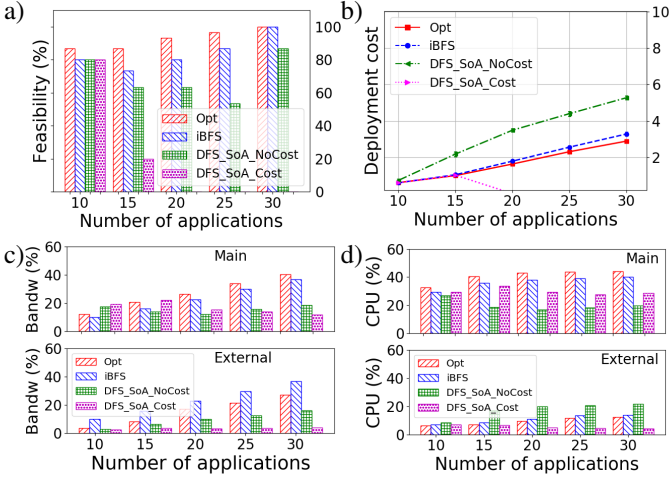 a)
Feasibility (%)
100
80
60
40
20
0
Opt
iBFS
DFS_SoA_NoCost
DFS_SoA_Cost
10 15 20 25 30
Number of applications
b)
Deployment cost
10
8
6
4
2
Opt
iBFS
DFS_SoA_NoCost
DFS_SoA_Cost
10 15 20 25 30
Number of applications
c)
Bandw (%)
60
40
20
0
Main
Bandw (%)
60
40
20
0
External
Opt
iBFS
DFS_SoA_NoCost
DFS_SoA_Cost
10 15 20 25 30
Number of applications
d)
CPU (%)
60
40
20
0
Main
CPU (%)
60
40
20
0
External
Opt
iBFS
DFS_SoA_NoCost
DFS_SoA_Cost
10 15 20 25 30
Number of applications